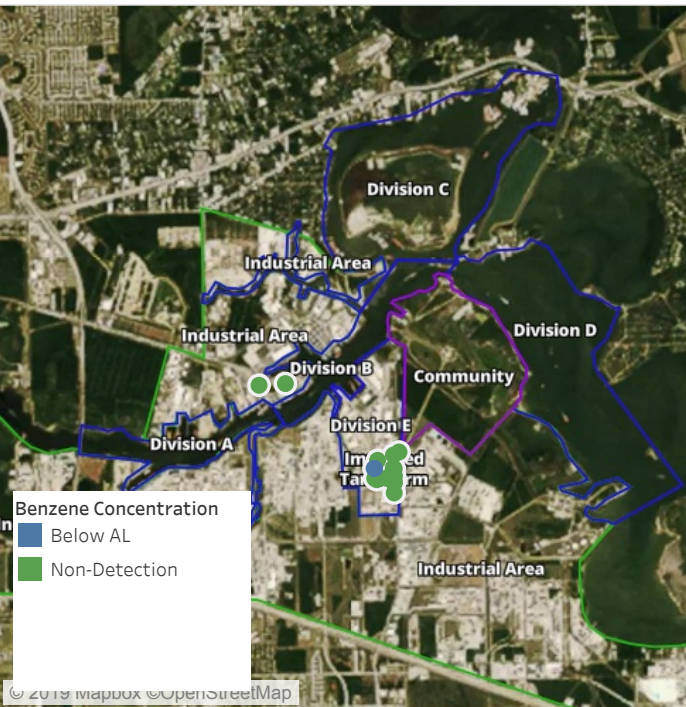 Division C
Industrial Area
Division D
Industrial Area
Division B
Community
Division E
Division A
Industrial Area
Benzene Concentration
Below AL
Non-Detection
© 2019 Mapbox ©OpenStreetMap